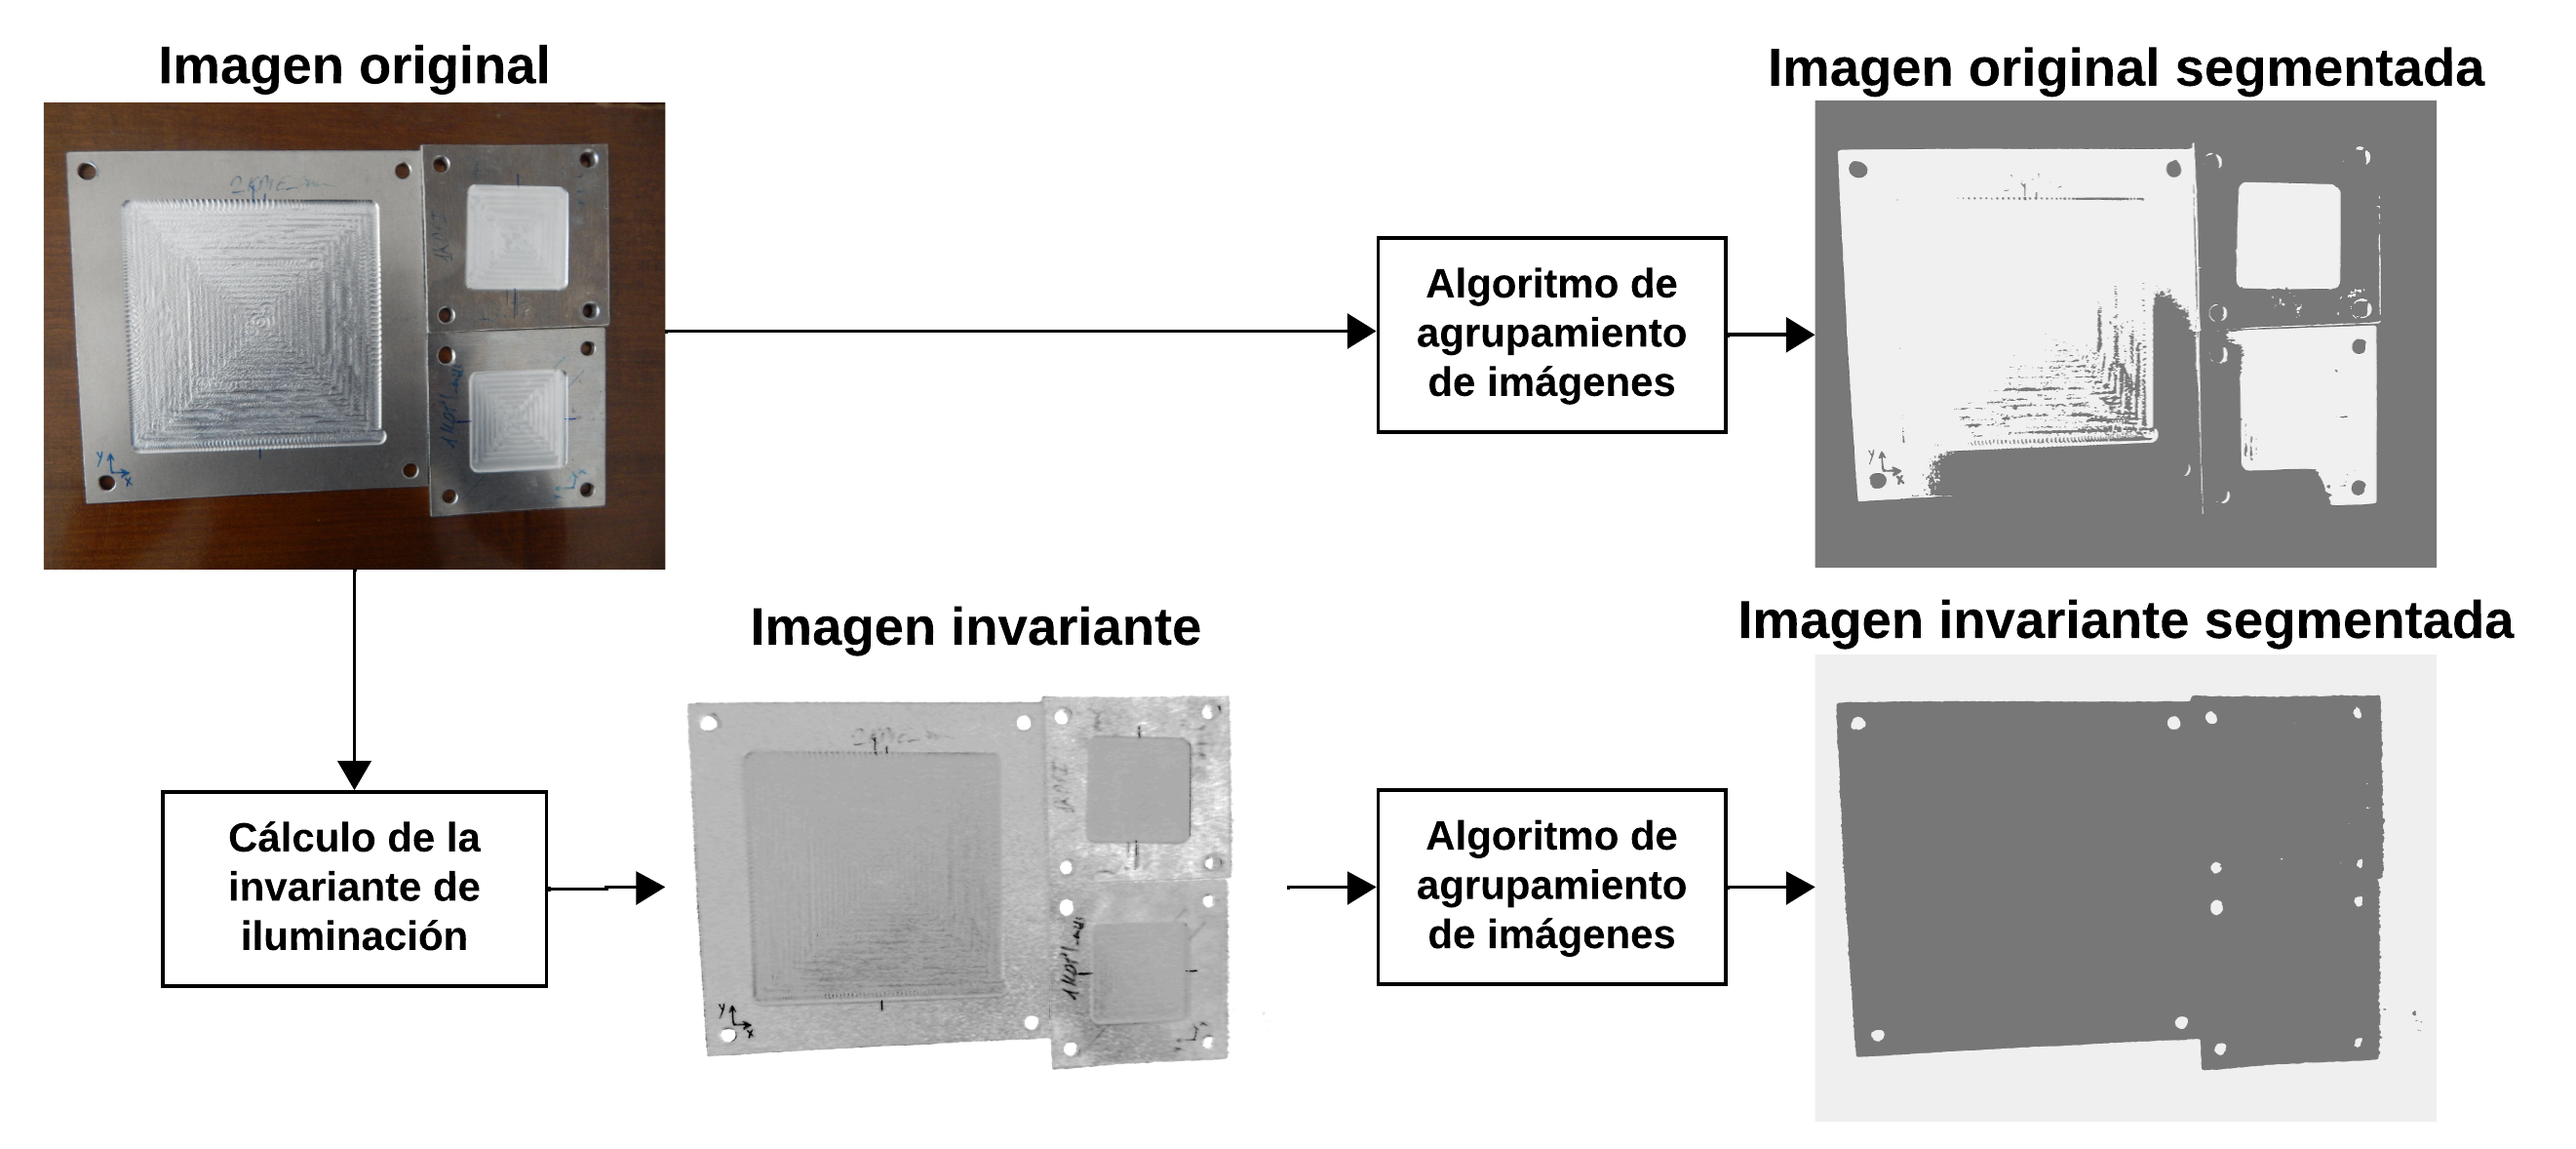 Imagen original
Imagen original segmentada
Algoritmo de
agrupamiento
de imágenes
Imagen invariante
Imagen invariante segmentada
Cálculo de la
invariante de
iluminación
Algoritmo de
agrupamiento
de imágenes
y
x
y
x
y
x